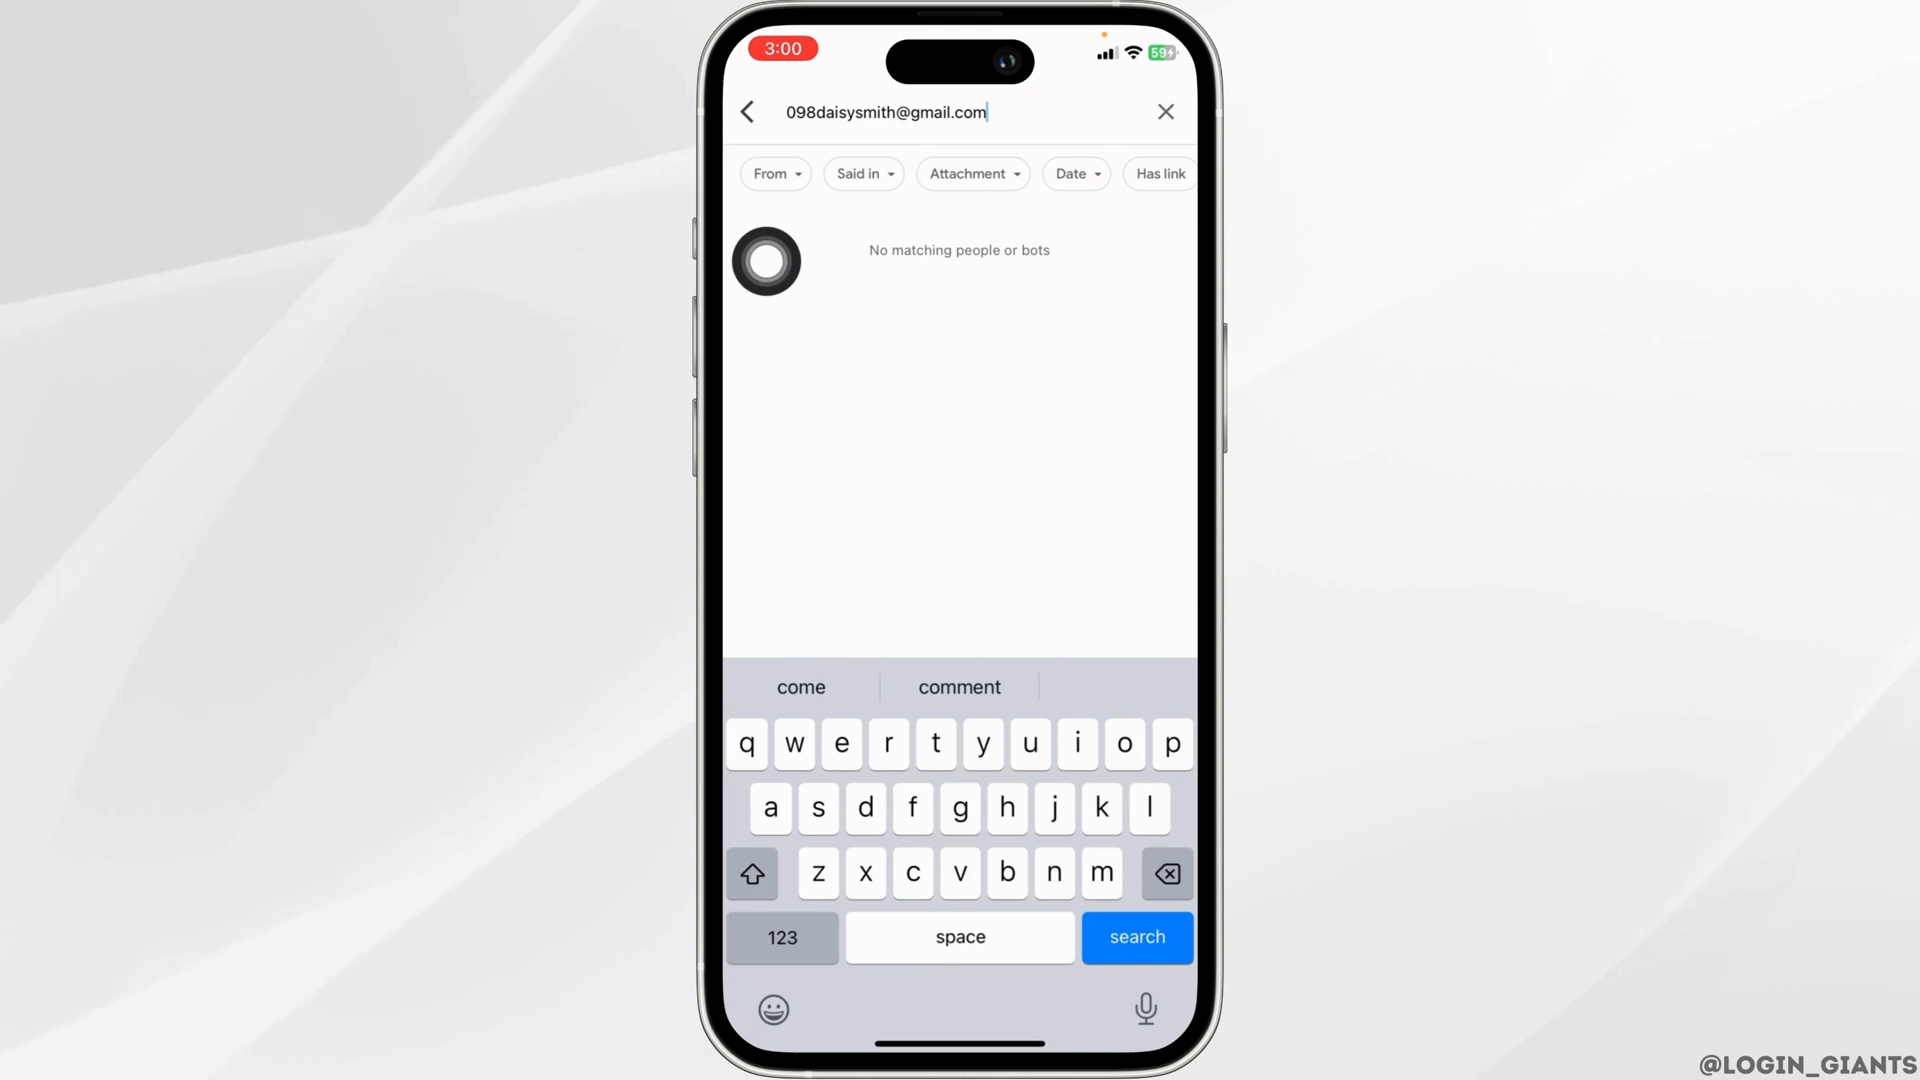 3:00
59
098daisysmith@gmail.com
From Said in Attachment Date Has link
No matching people or bots
come comment
q w e r t y u i o p
a s d f g h j k l
z x c v b n m
123 space search
@LOGIN_GIANTS